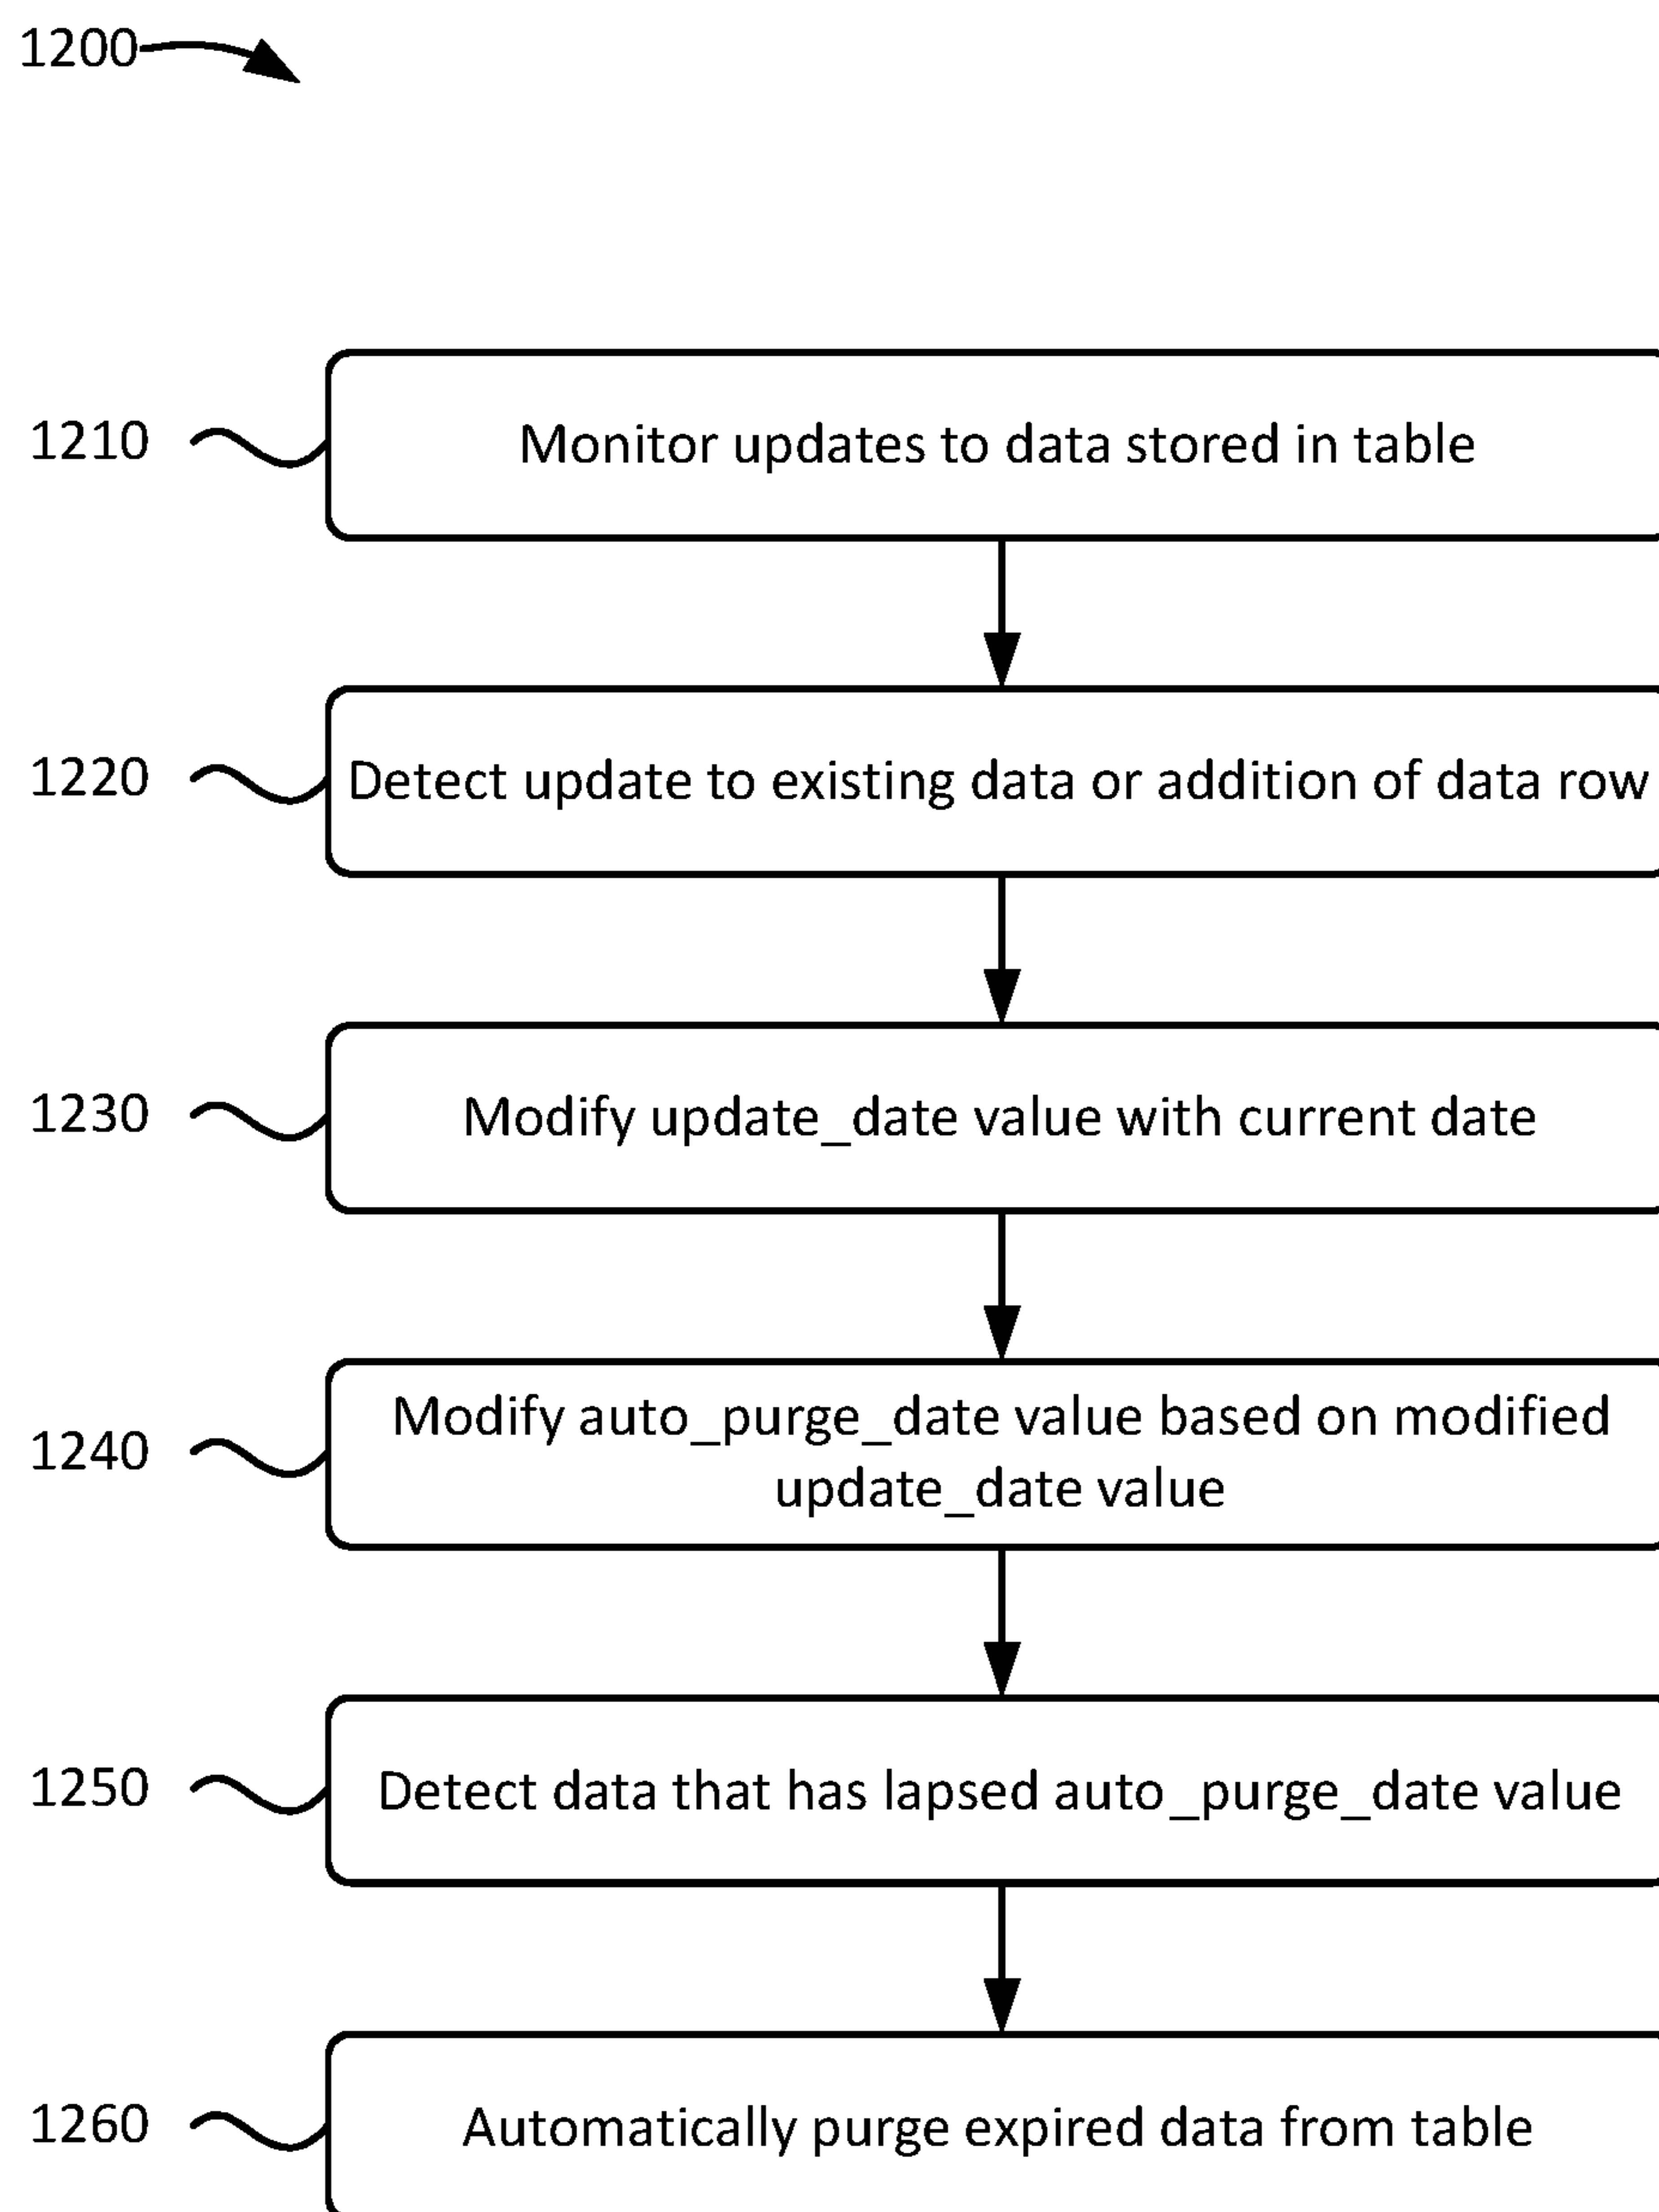 1200
1210 Monitor updates to data stored in table
1220 Detect update to existing data or addition of data row
1230 Modify update_date value with current date
1240 Modify auto_purge_date value based on modified
update_date value
1250 Detect data that has lapsed auto_purge_date value
1260 Automatically purge expired data from table